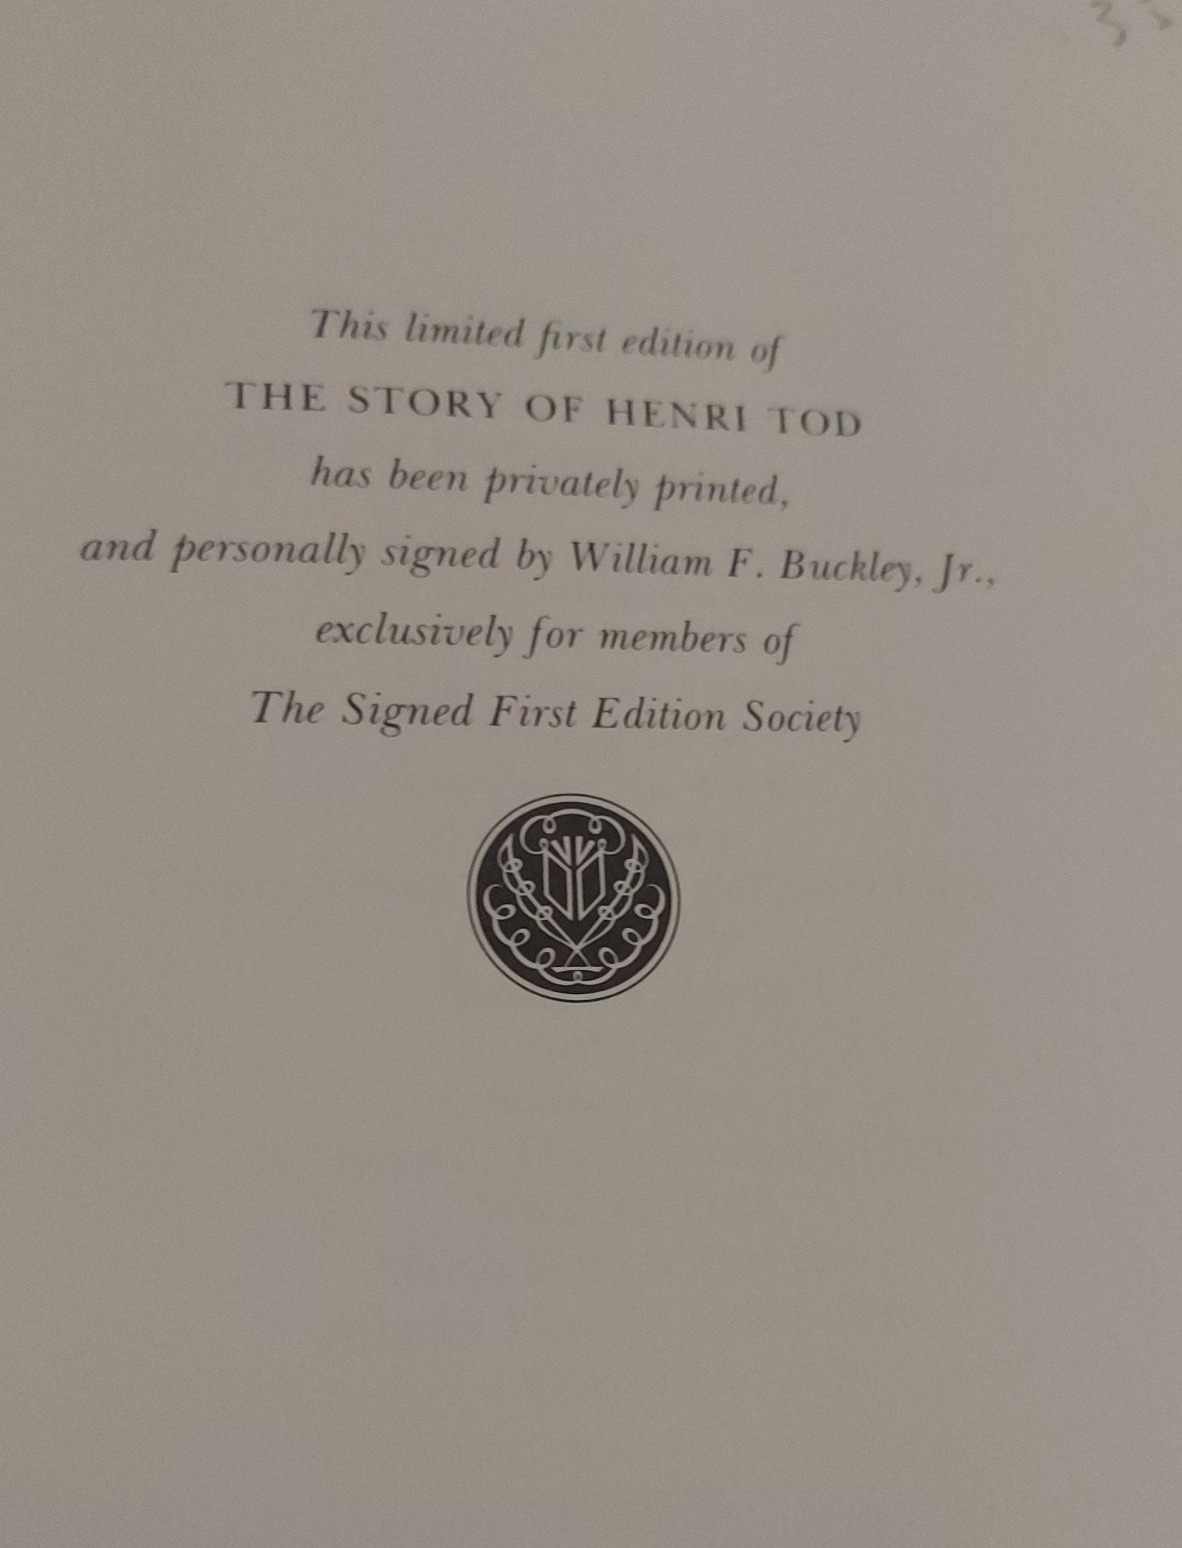 This limited first edition of
THE STORY OF HENRI TOD
has been privately printed,
and personally signed by William F. Buckley, Jr.,
exclusively for members of
The Signed First Edition Society